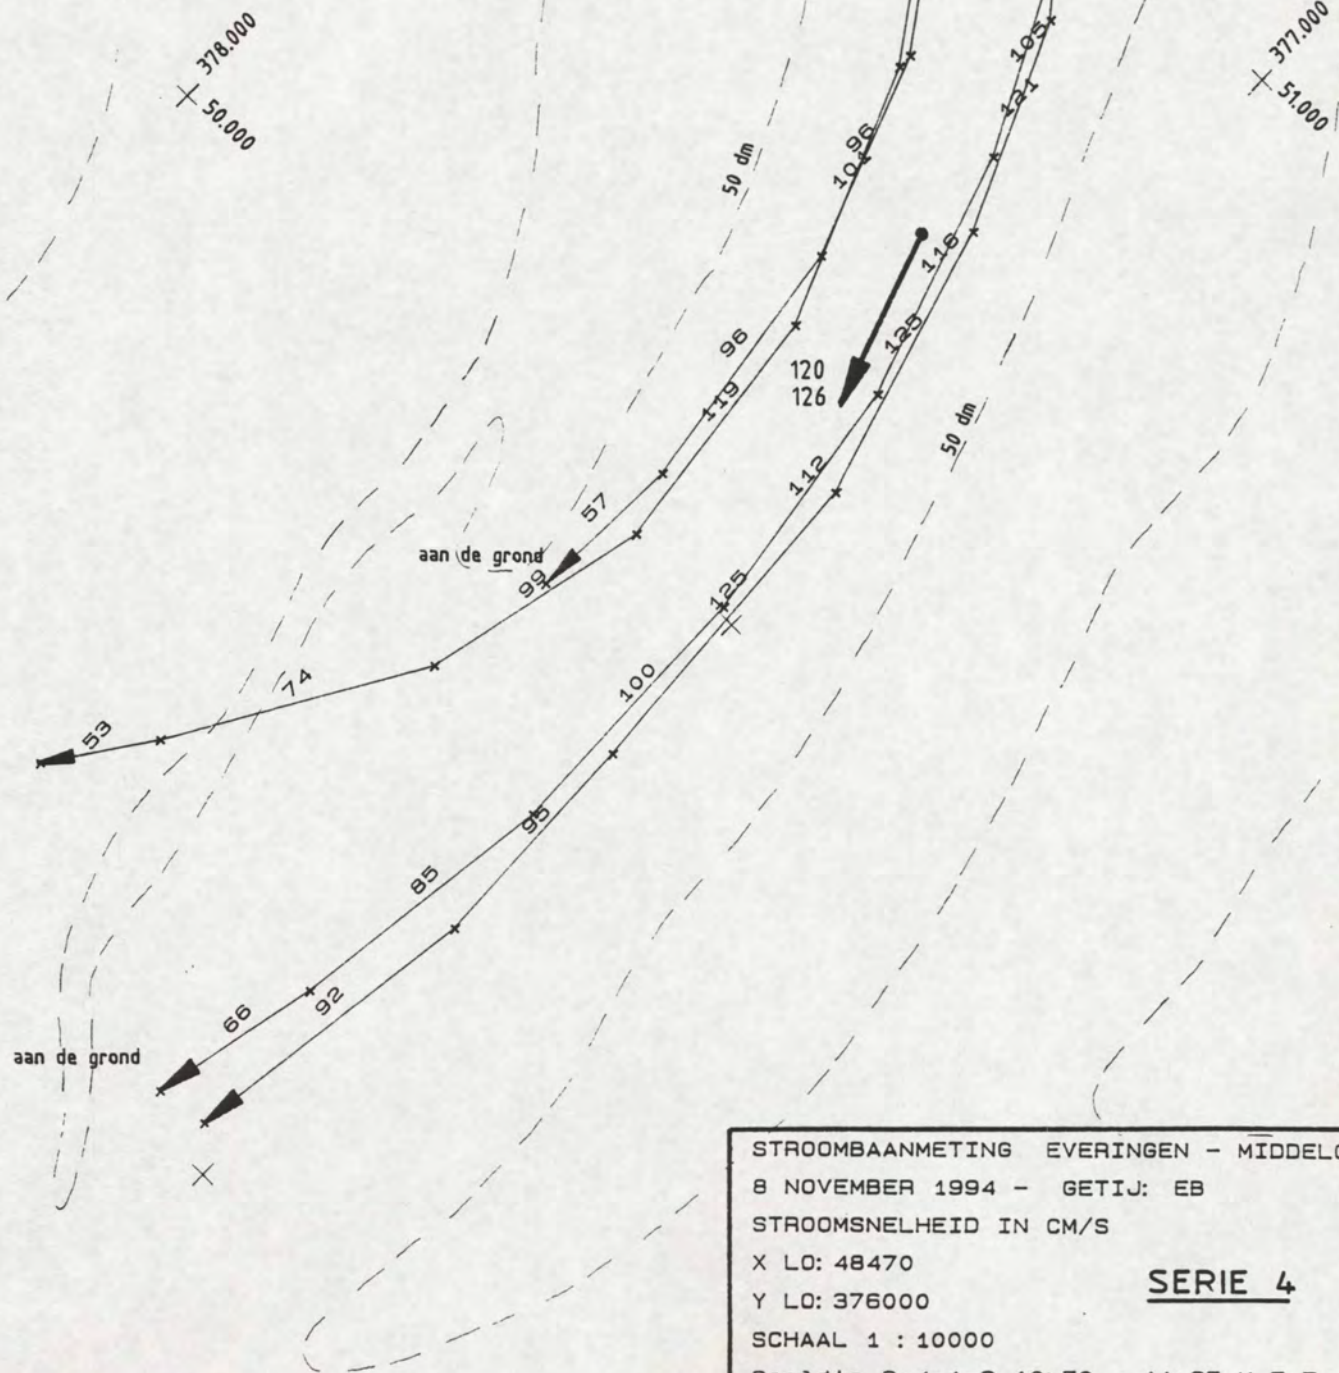 378.000
50.000
377.000
51.000
105
121
96
50 dm
116
125
96
119
120
126
50 dm
112
57
aan de grond
99
125
100
74
53
95
85
92
66
aan de grond
STROOMBAANMETING EVERINGEN - MIDDELG
8 NOVEMBER 1994 - GETIJ: EB
STROOMSNELHEID IN CM/S
X LO: 48470
SERIE 4
Y LO: 376000
SCHAAL 1 : 10000